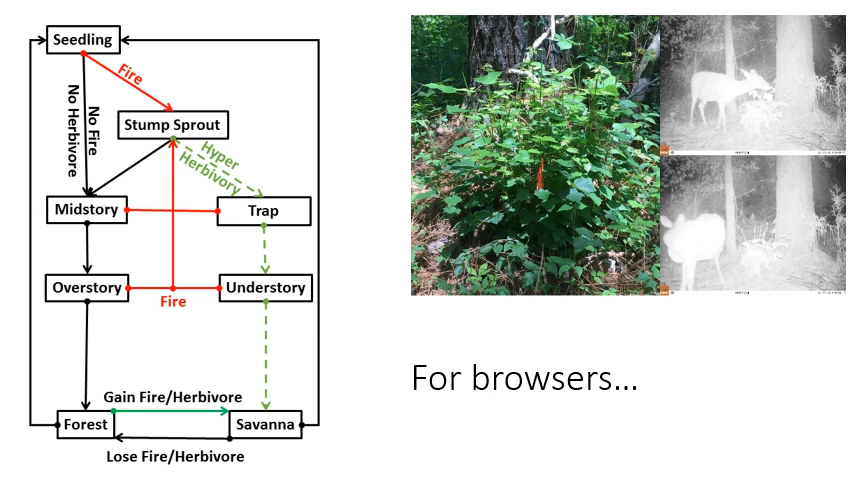 Seedling
Fire
No Fire
No Herbivore
Stump Sprout
Hyper
Herbivory
Midstory
Trap
Overstory
Understory
Fire
Gain Fire/Herbivore
Forest
Savanna
Lose Fire/Herbivore
For browsers...